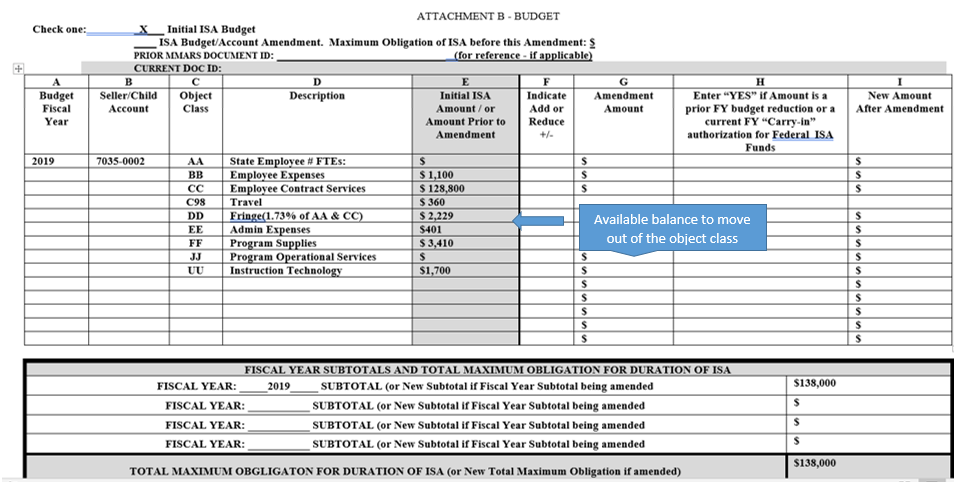 ATTACHMENT B - BUDGET
Check one: X Initial ISA Budget
ISA Budget/Account Amendment. Maximum Obligation of ISA before this Amendment: $
PRIOR MMARS DOCUMENT ID: (for reference - if applicable)
CURRENT DOC ID:
A B C D E F G H I
Budget Fiscal Year
Seller/Child Account
Object Class
Description
Initial ISA Amount / or Amount Prior to Amendment
Indicate Add or Reduce +/-
Amendment Amount
Enter “YES” if Amount is a prior FY budget reduction or a current FY “Carry-in” authorization for Federal ISA Funds
New Amount After Amendment
2019 7035-0002 AA State Employee # FTEs: $ $ $
BB Employee Expenses $ 1,100 $ $
CC Employee Contract Services $ 128,800 $ $
C98 Travel $ 360
DD Fringe(1.73% of AA & CC) $ 2,229 $
EE Admin Expenses $401 $
FF Program Supplies $ 3,410 $
JJ Program Operational Services $ $ $
UU Instruction Technology $1,700 $ $
$ $
$ $
$ $
$ $
$ $
Available balance to move
out of the object class
FISCAL YEAR SUBTOTALS AND TOTAL MAXIMUM OBLIGATION FOR DURATION OF ISA
FISCAL YEAR: 2019 SUBTOTAL (or New Subtotal if Fiscal Year Subtotal being amended $138,000
FISCAL YEAR: SUBTOTAL (or New Subtotal if Fiscal Year Subtotal being amended $
FISCAL YEAR: SUBTOTAL (or New Subtotal if Fiscal Year Subtotal being amended $
FISCAL YEAR: SUBTOTAL (or New Subtotal if Fiscal Year Subtotal being amended $
TOTAL MAXIMUM OBGLIGATON FOR DURATION OF ISA (or New Total Maximum Obligation if amended) $138,000